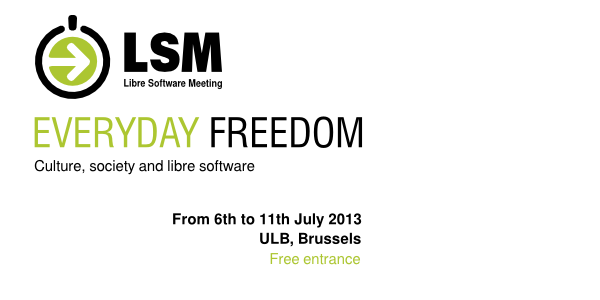 LSM
Libre Software Meeting
EVERYDAY FREEDOM
Culture, society and libre software
From 6th to 11th July 2013
ULB, Brussels
Free entrance